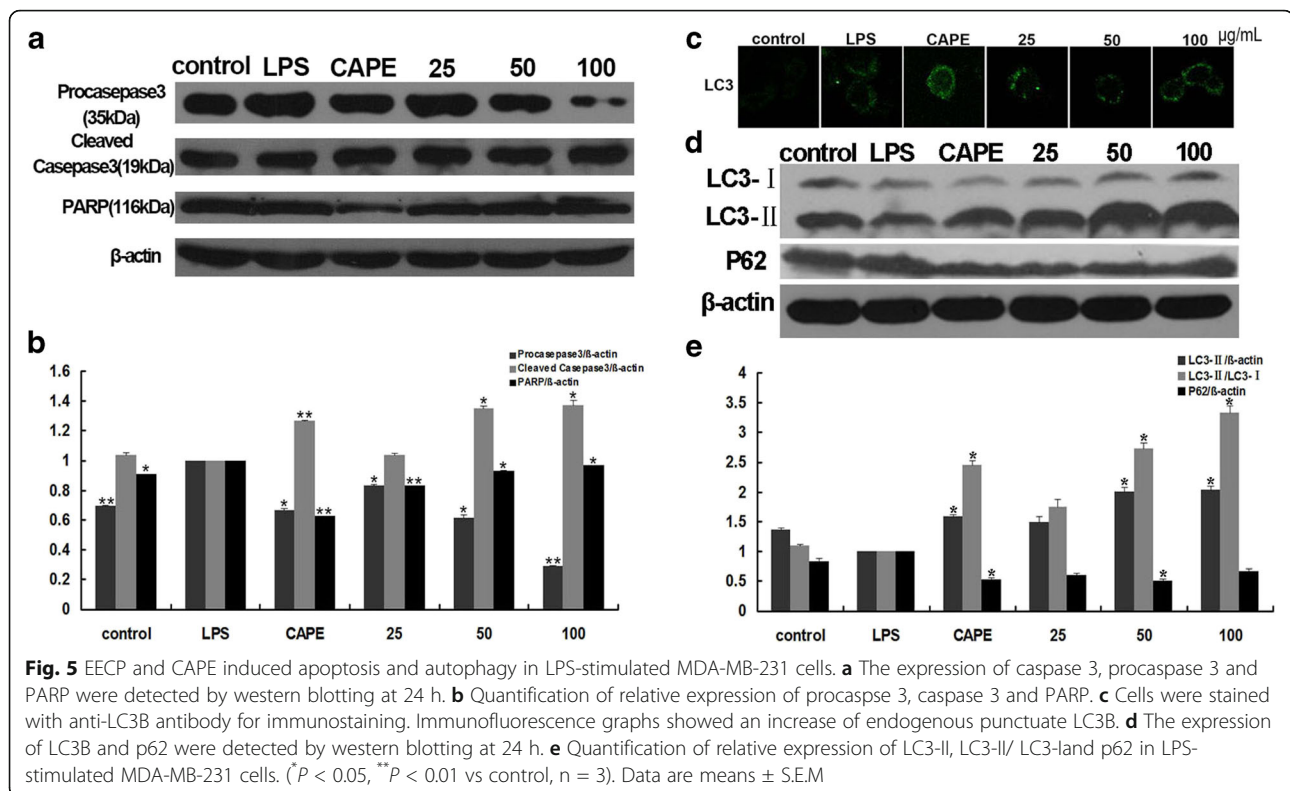 a
control LPS CAPE 25 50 100
Procasepase3
(35kDa)
Cleaved
Casepase3(19kDa)
PARP(116kDa)
β-actin
b
Procasepase3/ß-actin
Cleaved Casepase3/ß-actin
PARP/ß-actin
1.6
1.4
1.2
1
0.8
0.6
0.4
0.2
0
** * * ** ** * * ** * * * ** * *
control LPS CAPE 25 50 100
c
control LPS CAPE 25 50 100 µg/mL
LC3
d
control LPS CAPE 25 50 100
LC3-Ⅰ
LC3-Ⅱ
P62
β-actin
e
LC3-Ⅱ/ß-actin
LC3-Ⅱ/LC3-Ⅰ
P62/ß-actin
4
3.5
3
2.5
2
1.5
1
0.5
0
* * * * * * * *
control LPS CAPE 25 50 100
Fig. 5 EECP and CAPE induced apoptosis and autophagy in LPS-stimulated MDA-MB-231 cells. a The expression of caspase 3, procaspase 3 and
PARP were detected by western blotting at 24 h. b Quantification of relative expression of procaspse 3, caspase 3 and PARP. c Cells were stained
with anti-LC3B antibody for immunostaining. Immunofluorescence graphs showed an increase of endogenous punctuate LC3B. d The expression
of LC3B and p62 were detected by western blotting at 24 h. e Quantification of relative expression of LC3-II, LC3-II/ LC3-Iand p62 in LPS-
stimulated MDA-MB-231 cells. (*P < 0.05, **P < 0.01 vs control, n = 3). Data are means ± S.E.M